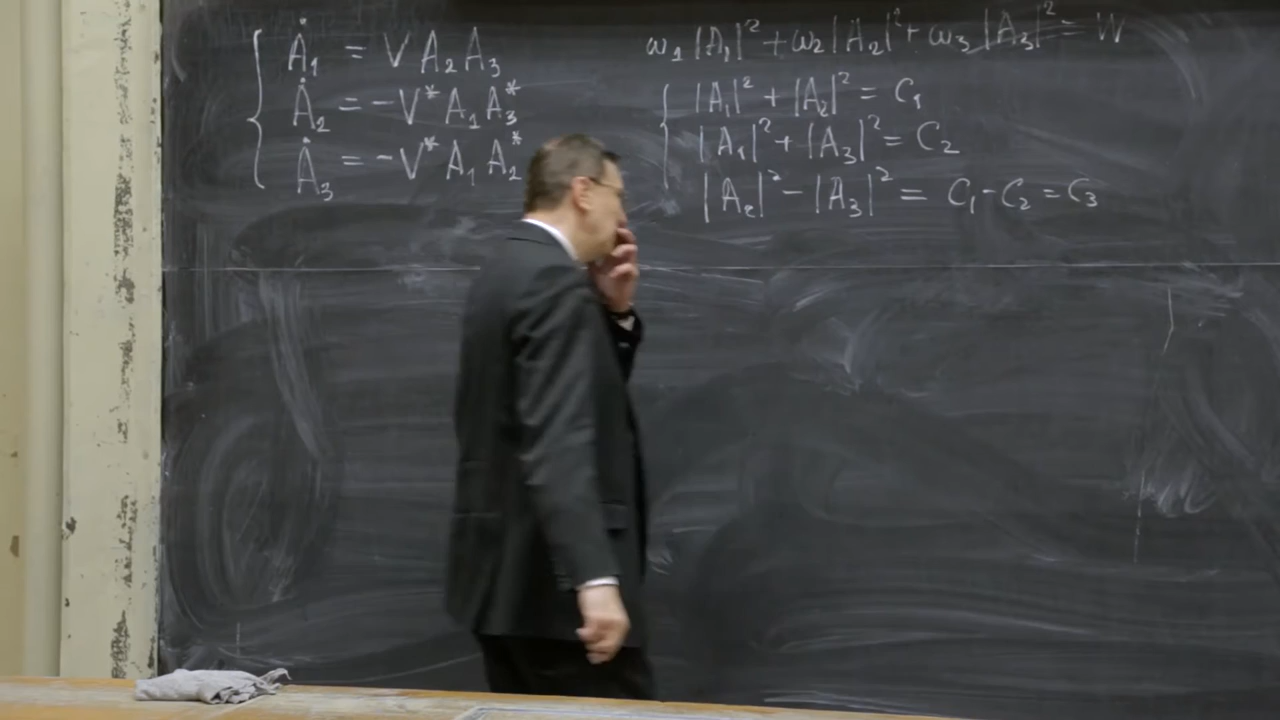 Ȧ₁ = V A₂ A₃
Ȧ₂ = -V* A₁ A₃*
Ȧ₃ = -V* A₁ A₂*
ω₁ |A₁|² + ω₂ |A₂|² + ω₃ |A₃|² = W
|A₁|² + |A₂|² = C₁
|A₁|² + |A₃|² = C₂
|A₂|² - |A₃|² = C₁ - C₂ = C₃